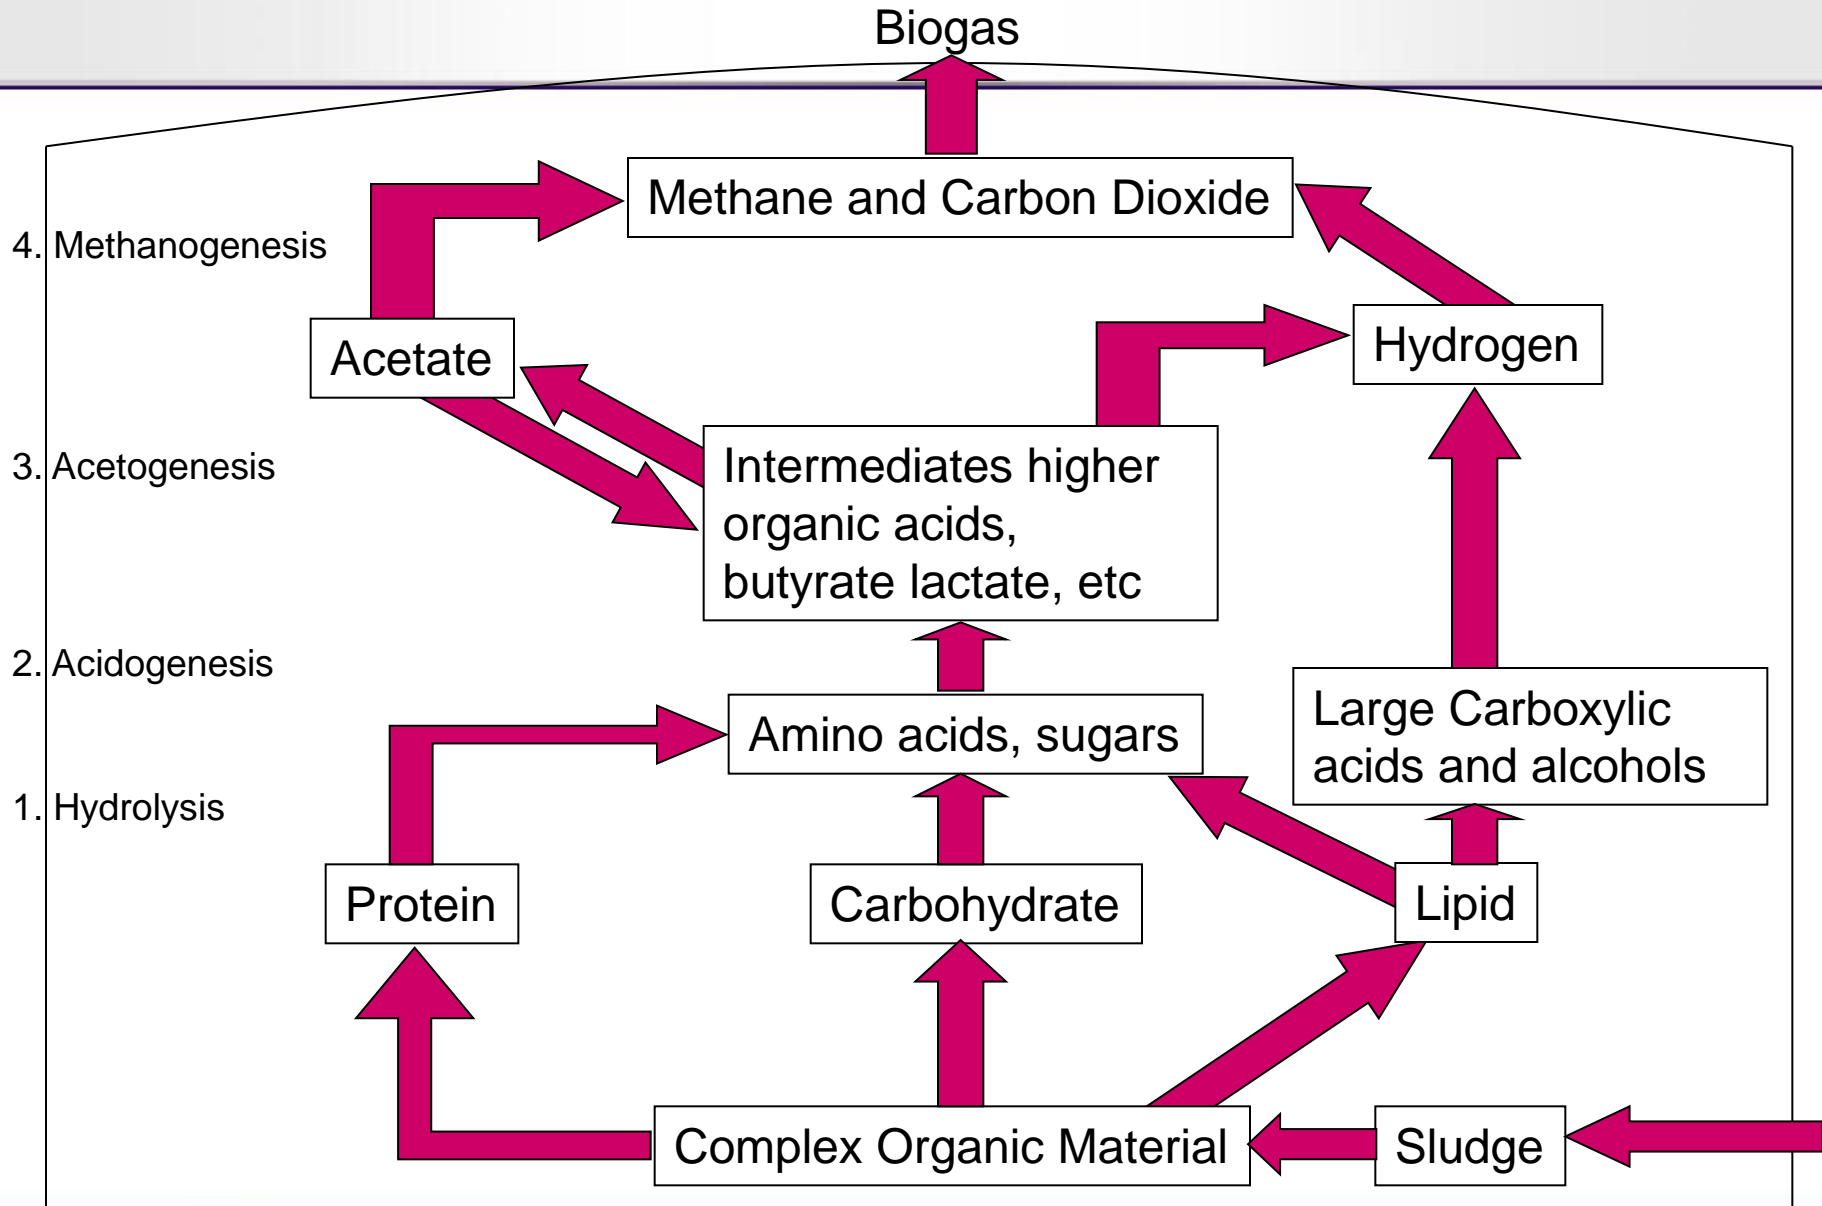 Biogas
Methane and Carbon Dioxide
4. Methanogenesis
Acetate
Hydrogen
3. Acetogenesis
Intermediates higher
organic acids,
butyrate lactate, etc
2. Acidogenesis
Amino acids, sugars
Large Carboxylic
acids and alcohols
1. Hydrolysis
Protein
Carbohydrate
Lipid
Complex Organic Material
Sludge